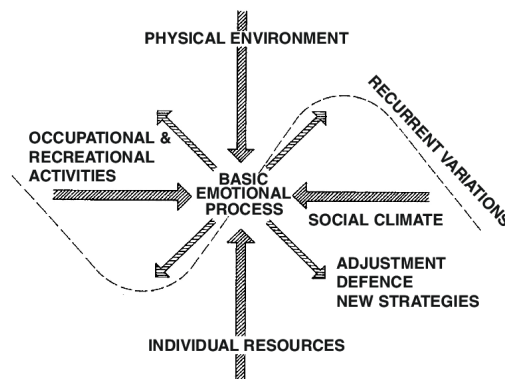 PHYSICAL ENVIRONMENT
RECURRENT VARIATIONS
OCCUPATIONAL &
RECREATIONAL
ACTIVITIES
BASIC
EMOTIONAL
PROCESS
SOCIAL CLIMATE
ADJUSTMENT
DEFENCE
NEW STRATEGIES
INDIVIDUAL RESOURCES